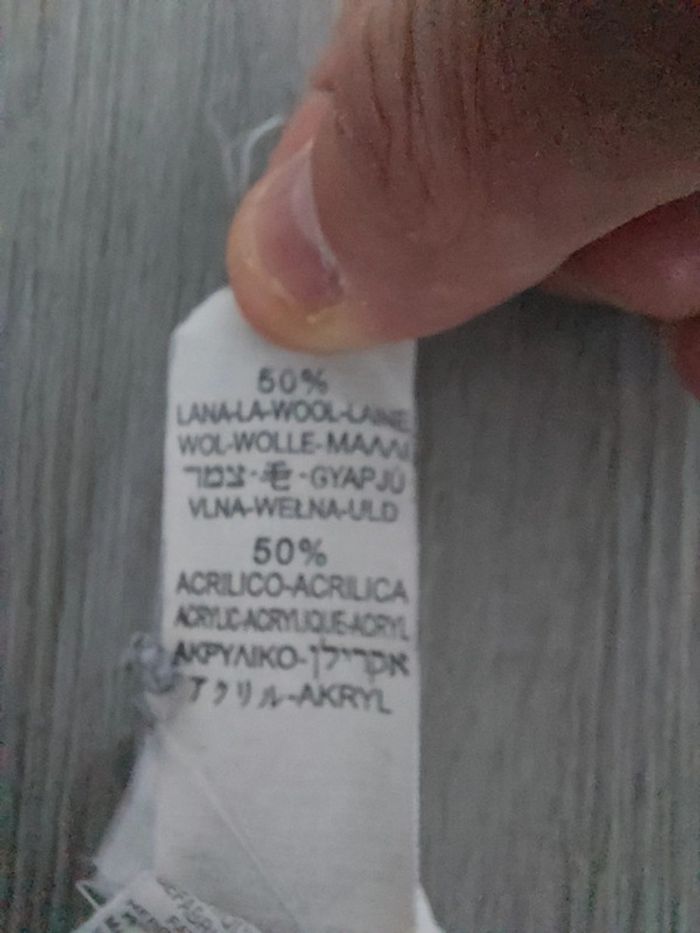 50%
LANA-LA-WOOL-LAINE
WOL-WOLLE-ΜΑΛΛΙ
צמר-毛-GYAPJÚ
VLNA-WEŁNA-ULD
50%
ACRILICO-ACRILICA
ACRYLIC-ACRYLIQUE-ACRYL
ΑΚΡΥΛΙΚΟ-אקרילן
アクリル-AKRYL